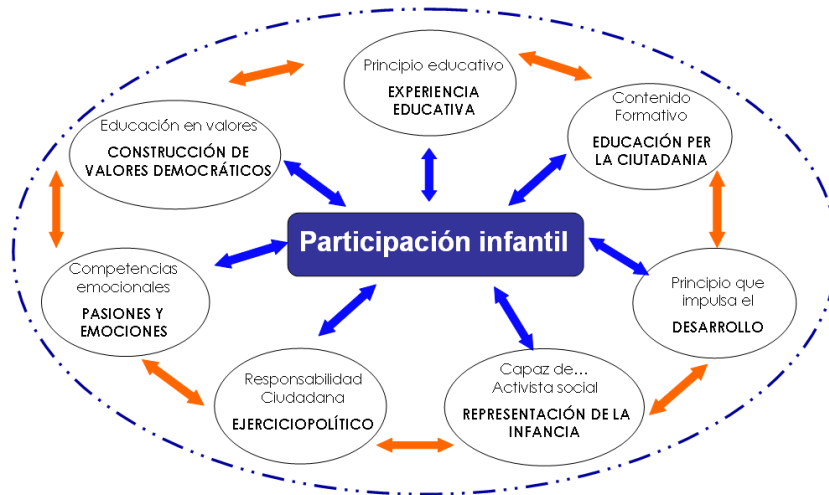 Principio educativo
EXPERIENCIA
EDUCATIVA
Contenido
Formativo
EDUCACIÓN PER
LA CIUTADANIA
Educación en valores
CONSTRUCCIÓN DE
VALORES DEMOCRÁTICOS
Participación infantil
Competencias
emocionales
PASIONES Y
EMOCIONES
Principio que
impulsa el
DESARROLLO
Responsabilidad
Ciudadana
EJERCICIOPOLÍTICO
Capaz de...
Activista social
REPRESENTACIÓN DE LA
INFANCIA